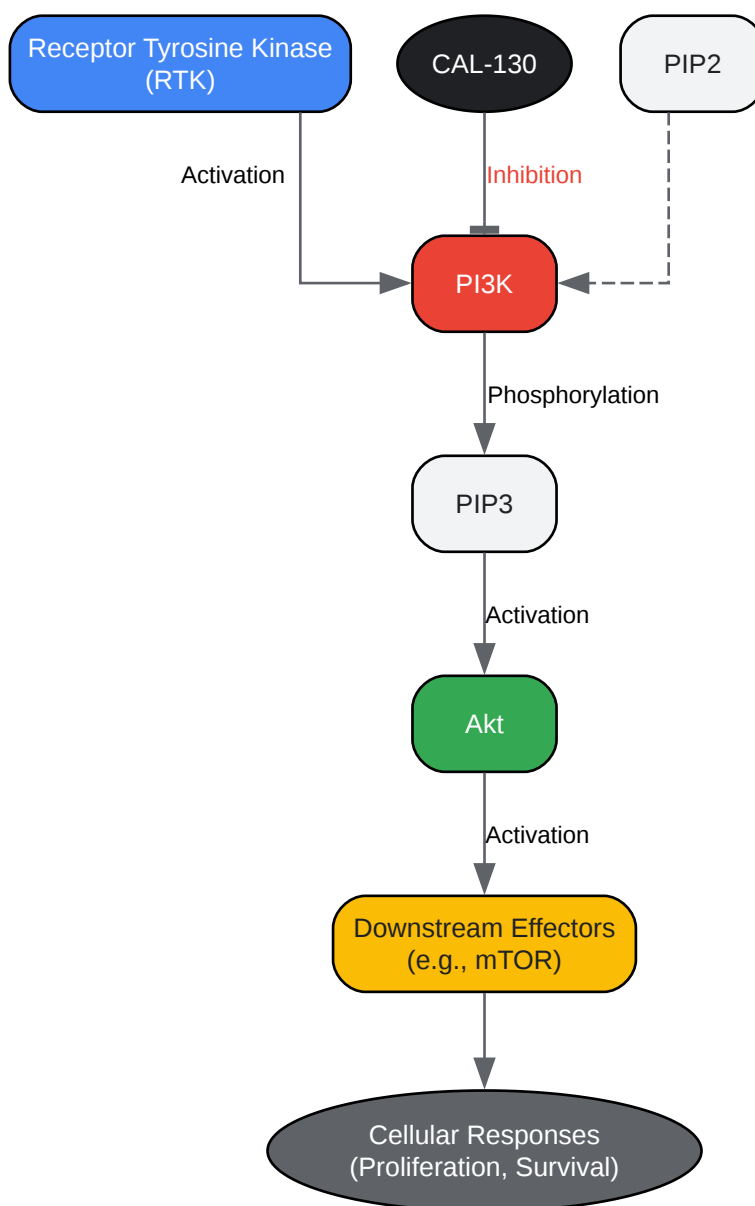 Receptor Tyrosine Kinase
(RTK)
CAL-130
PIP2
Activation
Inhibition
PI3K
Phosphorylation
PIP3
Activation
Akt
Activation
Downstream Effectors
(e.g., mTOR)
Cellular Responses
(Proliferation, Survival)